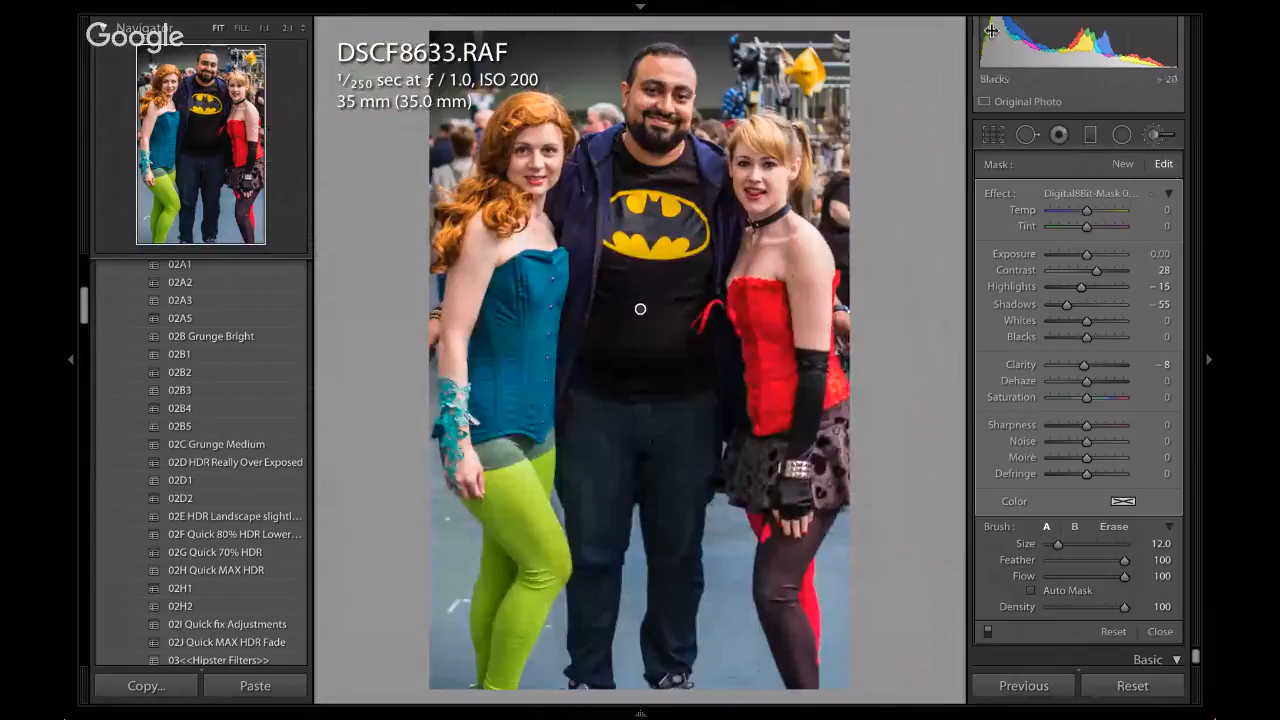 Navigator
FIT FILL 1:1 2:1
Google
DSCF8633.RAF
1/250 sec at ƒ / 1.0, ISO 200
35 mm (35.0 mm)
02A1
02A2
02A3
02A5
02B Grunge Bright
02B1
02B2
02B3
02B4
02B5
02C Grunge Medium
02D HDR Really Over Exposed
02D1
02D2
02E HDR Landscape slightl...
02F Quick 80% HDR Lower...
02G Quick 70% HDR
02H Quick MAX HDR
02H1
02H2
02I Quick fix Adjustments
02J Quick MAX HDR Fade
03<<Hipster Filters>>
Copy... Paste
Blacks - 20
Original Photo
Mask : New Edit
Effect : Digital8Bit-Mask 0...
Temp 0
Tint 0
Exposure 0.00
Contrast 28
Highlights - 15
Shadows - 55
Whites 0
Blacks 0
Clarity - 8
Dehaze 0
Saturation 0
Sharpness 0
Noise 0
Moiré 0
Defringe 0
Color
Brush : A B Erase
Size 12.0
Feather 100
Flow 100
Auto Mask
Density 100
Reset Close
Basic
Previous Reset